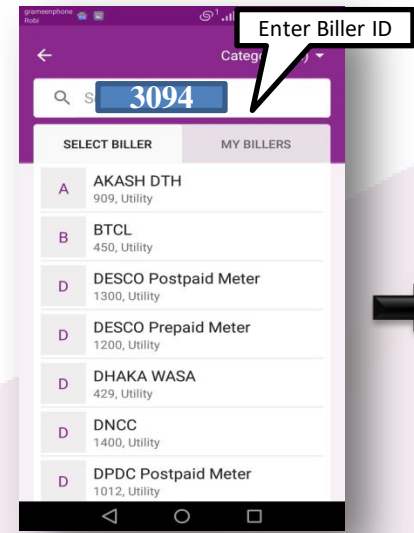 grameenphone
Robi
Enter Biller ID
3094
SELECT BILLER
MY BILLERS
A
AKASH DTH
909, Utility
B
BTCL
450, Utility
D
DESCO Postpaid Meter
1300, Utility
D
DESCO Prepaid Meter
1200, Utility
D
DHAKA WASA
429, Utility
D
DNCC
1400, Utility
D
DPDC Postpaid Meter
1012, Utility